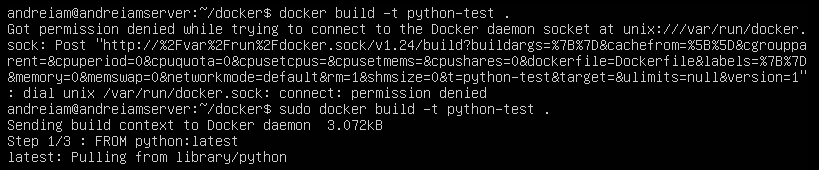 andreiam@andreiamserver:~/docker$ docker build -t python-test .
Got permission denied while trying to connect to the Docker daemon socket at unix:///var/run/docker.
sock: Post "http://%2Fvar%2Frun%2Fdocker.sock/v1.24/build?buildargs=%7B%7D&cachefrom=%5B%5D&cgrouppa
rent=&cpuperiod=0&cpuquota=0&cpusetcpus=&cpusetmems=&cpushares=0&dockerfile=Dockerfile&labels=%7B%7D
&memory=0&memswap=0&networkmode=default&rm=1&shmsize=0&t=python-test&target=&ulimits=null&version=1"
: dial unix /var/run/docker.sock: connect: permission denied
andreiam@andreiamserver:~/docker$ sudo docker build -t python-test .
Sending build context to Docker daemon  3.072kB
Step 1/3 : FROM python:latest
latest: Pulling from library/python